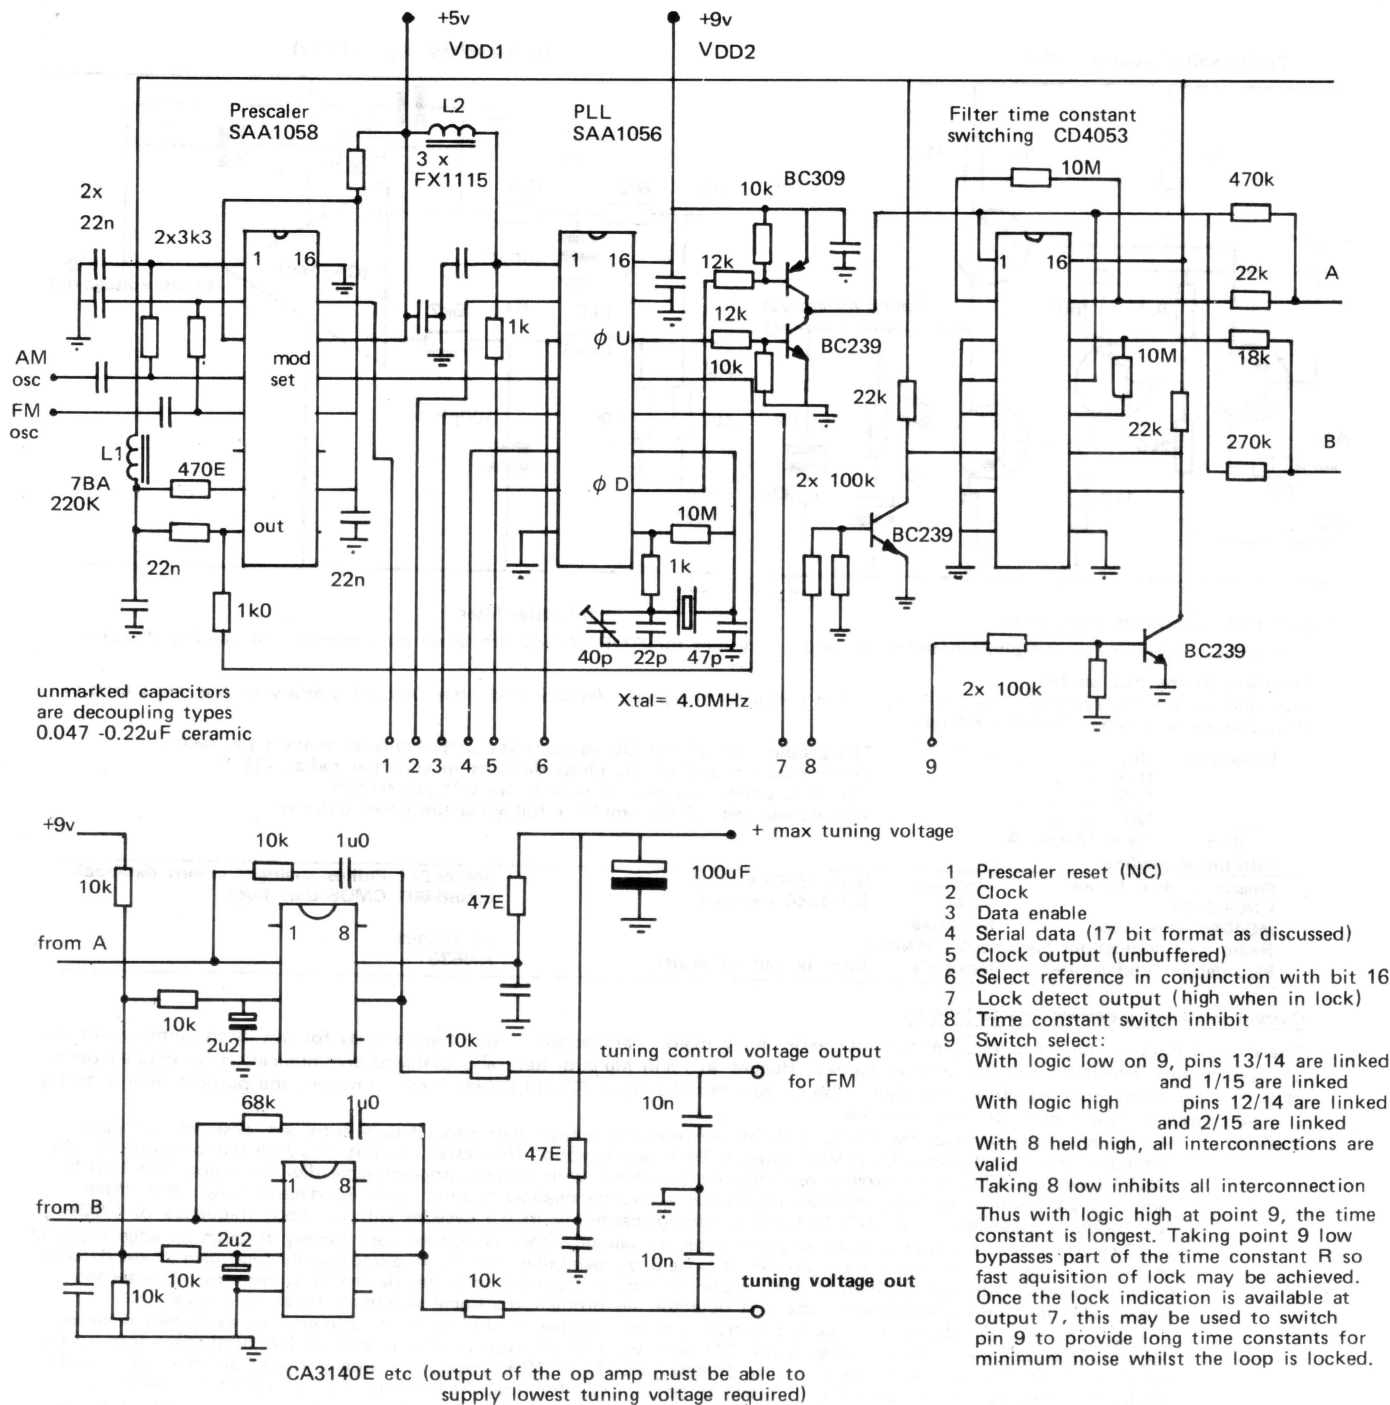 +5v
VDD1
+9v
VDD2
Prescaler
SAA1058
L2
3 x
FX1115
PLL
SAA1056
Filter time constant
switching CD4053
2x
22n
2x3k3
1
16
mod
set
out
AM
osc
FM
osc
L1
7BA
220K
470E
22n
1k0
22n
1k
1
16
φ U
φ D
10k
BC309
12k
12k
10k
BC239
10M
1k
40p
22p
47p
Xtal= 4.0MHz
22k
2x 100k
BC239
10M
1
16
10M
22k
470k
22k
A
18k
270k
B
BC239
2x 100k
unmarked capacitors
are decoupling types
0.047 -0.22uF ceramic
1
2
3
4
5
6
7
8
9
+9v
10k
10k
1u0
1
8
from A
10k
2u2
47E
100uF
+ max tuning voltage
10k
tuning control voltage output
for FM
68k
1u0
1
8
from B
2u2
10k
10k
47E
10n
10n
10k
tuning voltage out
CA3140E etc (output of the op amp must be able to
supply lowest tuning voltage required)
1 Prescaler reset (NC)
2 Clock
3 Data enable
4 Serial data (17 bit format as discussed)
5 Clock output (unbuffered)
6 Select reference in conjunction with bit 16
7 Lock detect output (high when in lock)
8 Time constant switch inhibit
9 Switch select:
With logic low on 9, pins 13/14 are linked
and 1/15 are linked
With logic high pins 12/14 are linked
and 2/15 are linked
With 8 held high, all interconnections are
valid
Taking 8 low inhibits all interconnection
Thus with logic high at point 9, the time
constant is longest. Taking point 9 low
bypasses part of the time constant R so
fast aquisition of lock may be achieved.
Once the lock indication is available at
output 7, this may be used to switch
pin 9 to provide long time constants for
minimum noise whilst the loop is locked.